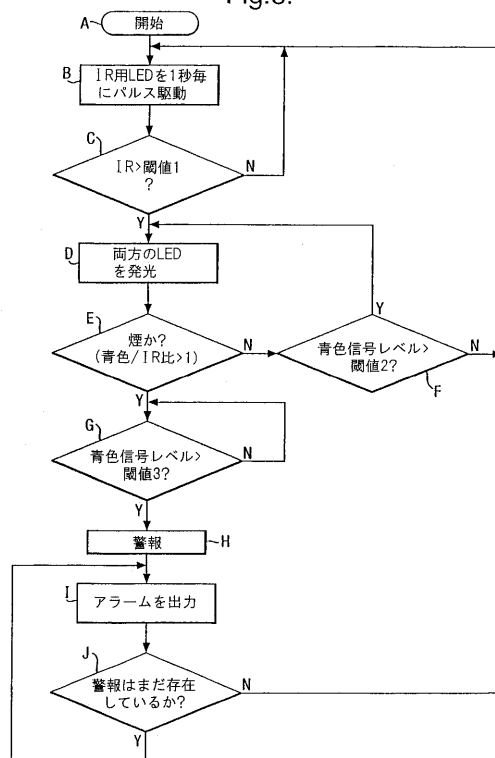 Fig.3.
A
開始
B
IR用LEDを1秒毎
にパルス駆動
C
IR>閾値1
?
N
Y
D
両方のLED
を発光
E
煙か?
(青色/IR比>1)
N
Y
Y
青色信号レベル>
閾値2?
N
F
G
青色信号レベル>
閾値3?
N
Y
警報
H
I
アラームを出力
J
警報はまだ存在
しているか?
N
Y